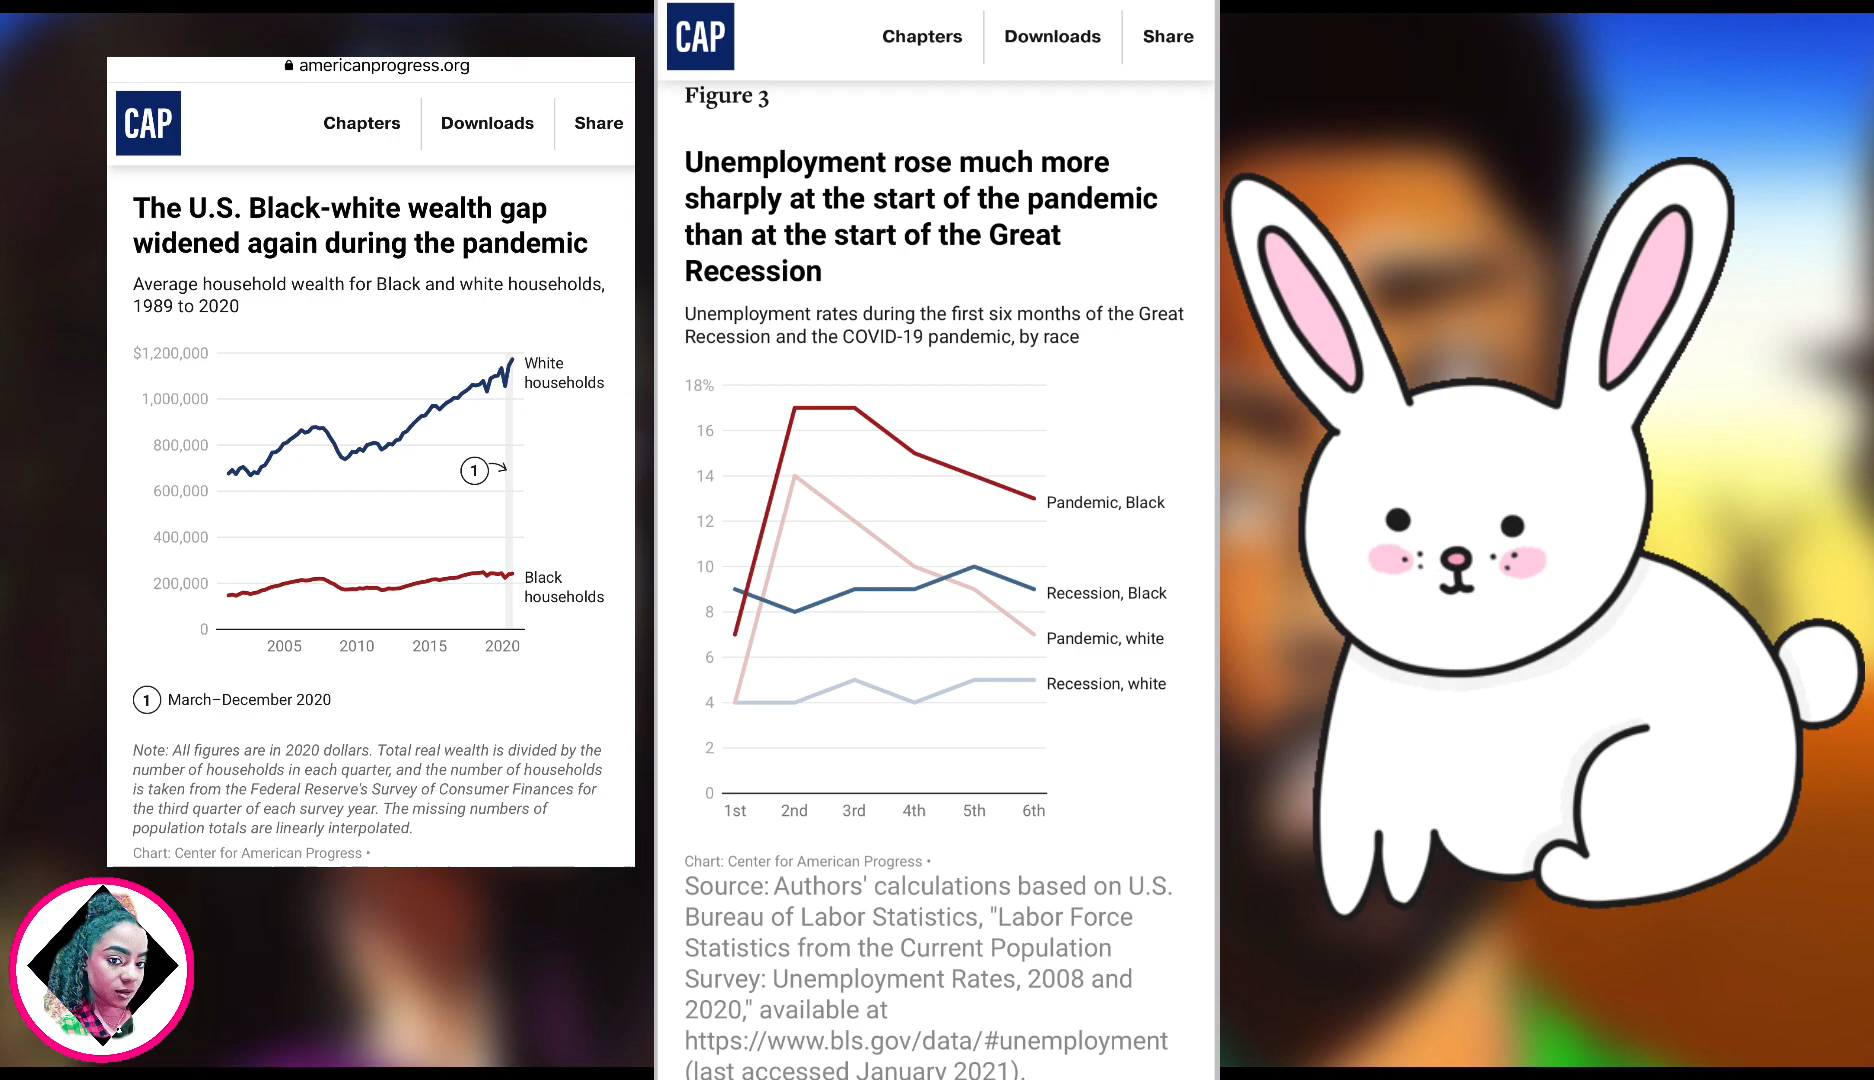 americanprogress.org
CAP
Chapters
Downloads
Share
The U.S. Black-white wealth gap
widened again during the pandemic
Average household wealth for Black and white households,
1989 to 2020
$1,200,000
1,000,000
800,000
600,000
400,000
200,000
0
White
households
1
Black
households
2005
2010
2015
2020
1 March–December 2020
Note: All figures are in 2020 dollars. Total real wealth is divided by the
number of households in each quarter, and the number of households
is taken from the Federal Reserve's Survey of Consumer Finances for
the third quarter of each survey year. The missing numbers of
population totals are linearly interpolated.
Chart: Center for American Progress •
CAP
Chapters
Downloads
Share
Figure 3
Unemployment rose much more
sharply at the start of the pandemic
than at the start of the Great
Recession
Unemployment rates during the first six months of the Great
Recession and the COVID-19 pandemic, by race
18%
16
14
12
10
8
6
4
2
0
Pandemic, Black
Recession, Black
Pandemic, white
Recession, white
1st
2nd
3rd
4th
5th
6th
Chart: Center for American Progress •
Source: Authors' calculations based on U.S.
Bureau of Labor Statistics, "Labor Force
Statistics from the Current Population
Survey: Unemployment Rates, 2008 and
2020," available at
https://www.bls.gov/data/#unemployment
(last accessed January 2021).